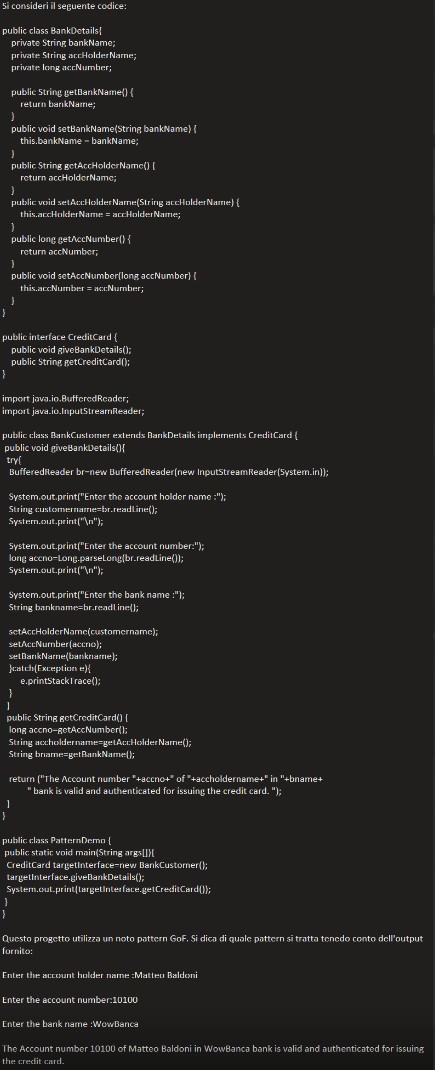 Si consideri il seguente codice:
public class BankDetails{
private String bankName;
private String accHolderName;
private long accNumber;
public String getBankName() {
return bankName;
}
public void setBankName(String bankName) {
this.bankName = bankName;
}
public String getAccHolderName() {
return accHolderName;
}
public void setAccHolderName(String accHolderName) {
this.accHolderName = accHolderName;
}
public long getAccNumber() {
return accNumber;
}
public void setAccNumber(long accNumber) {
this.accNumber = accNumber;
}
}
public interface CreditCard {
public void giveBankDetails();
public String getCreditCard();
}
import java.io.BufferedReader;
import java.io.InputStreamReader;
public class BankCustomer extends BankDetails implements CreditCard {
public void giveBankDetails(){
try{
BufferedReader br=new BufferedReader(new InputStreamReader(System.in));
System.out.print("Enter the account holder name :");
String customername=br.readLine();
System.out.print("\n");
System.out.print("Enter the account number:");
long accno=Long.parseLong(br.readLine());
System.out.print("\n");
System.out.print("Enter the bank name :");
String bankname=br.readLine();
setAccHolderName(customername);
setAccNumber(accno);
setBankName(bankname);
}catch(Exception e){
e.printStackTrace();
}
}
public String getCreditCard() {
long accno=getAccNumber();
String accholdername=getAccHolderName();
String bname=getBankName();
return ("The Account number "+accno+" of "+accholdername+" in "+bname+
" bank is valid and authenticated for issuing the credit card. ");
}
}
public class PatternDemo {
public static void main(String args[]){
CreditCard targetInterface=new BankCustomer();
targetInterface.giveBankDetails();
System.out.print(targetInterface.getCreditCard());
}
}
Questo progetto utilizza un noto pattern GoF. Si dica di quale pattern si tratta tenedo conto dell'output
fornito:
Enter the account holder name :Matteo Baldoni
Enter the account number:10100
Enter the bank name :WowBanca
The Account number 10100 of Matteo Baldoni in WowBanca bank is valid and authenticated for issuing
the credit card.